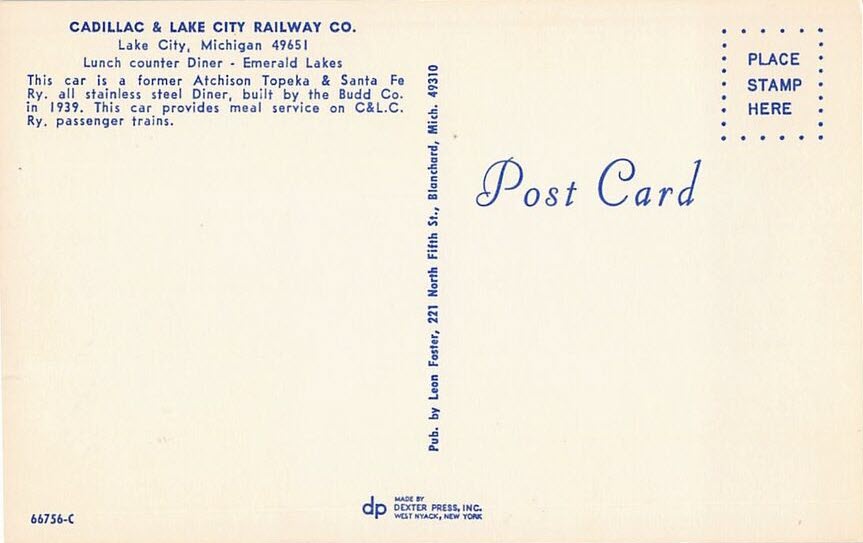 CADILLAC & LAKE CITY RAILWAY CO.
Lake City, Michigan 49651
Lunch counter Diner - Emerald Lakes
This car is a former Atchison Topeka & Santa Fe
Ry. all stainless steel Diner, built by the Budd Co.
in 1939. This car provides meal service on C&L.C.
Ry. passenger trains.
Pub. by Leon Foster, 221 North Fifth St., Blanchard, Mich. 49310
PLACE
STAMP
HERE
Post Card
66756-C
dp
MADE BY
DEXTER PRESS, INC.
WEST NYACK, NEW YORK